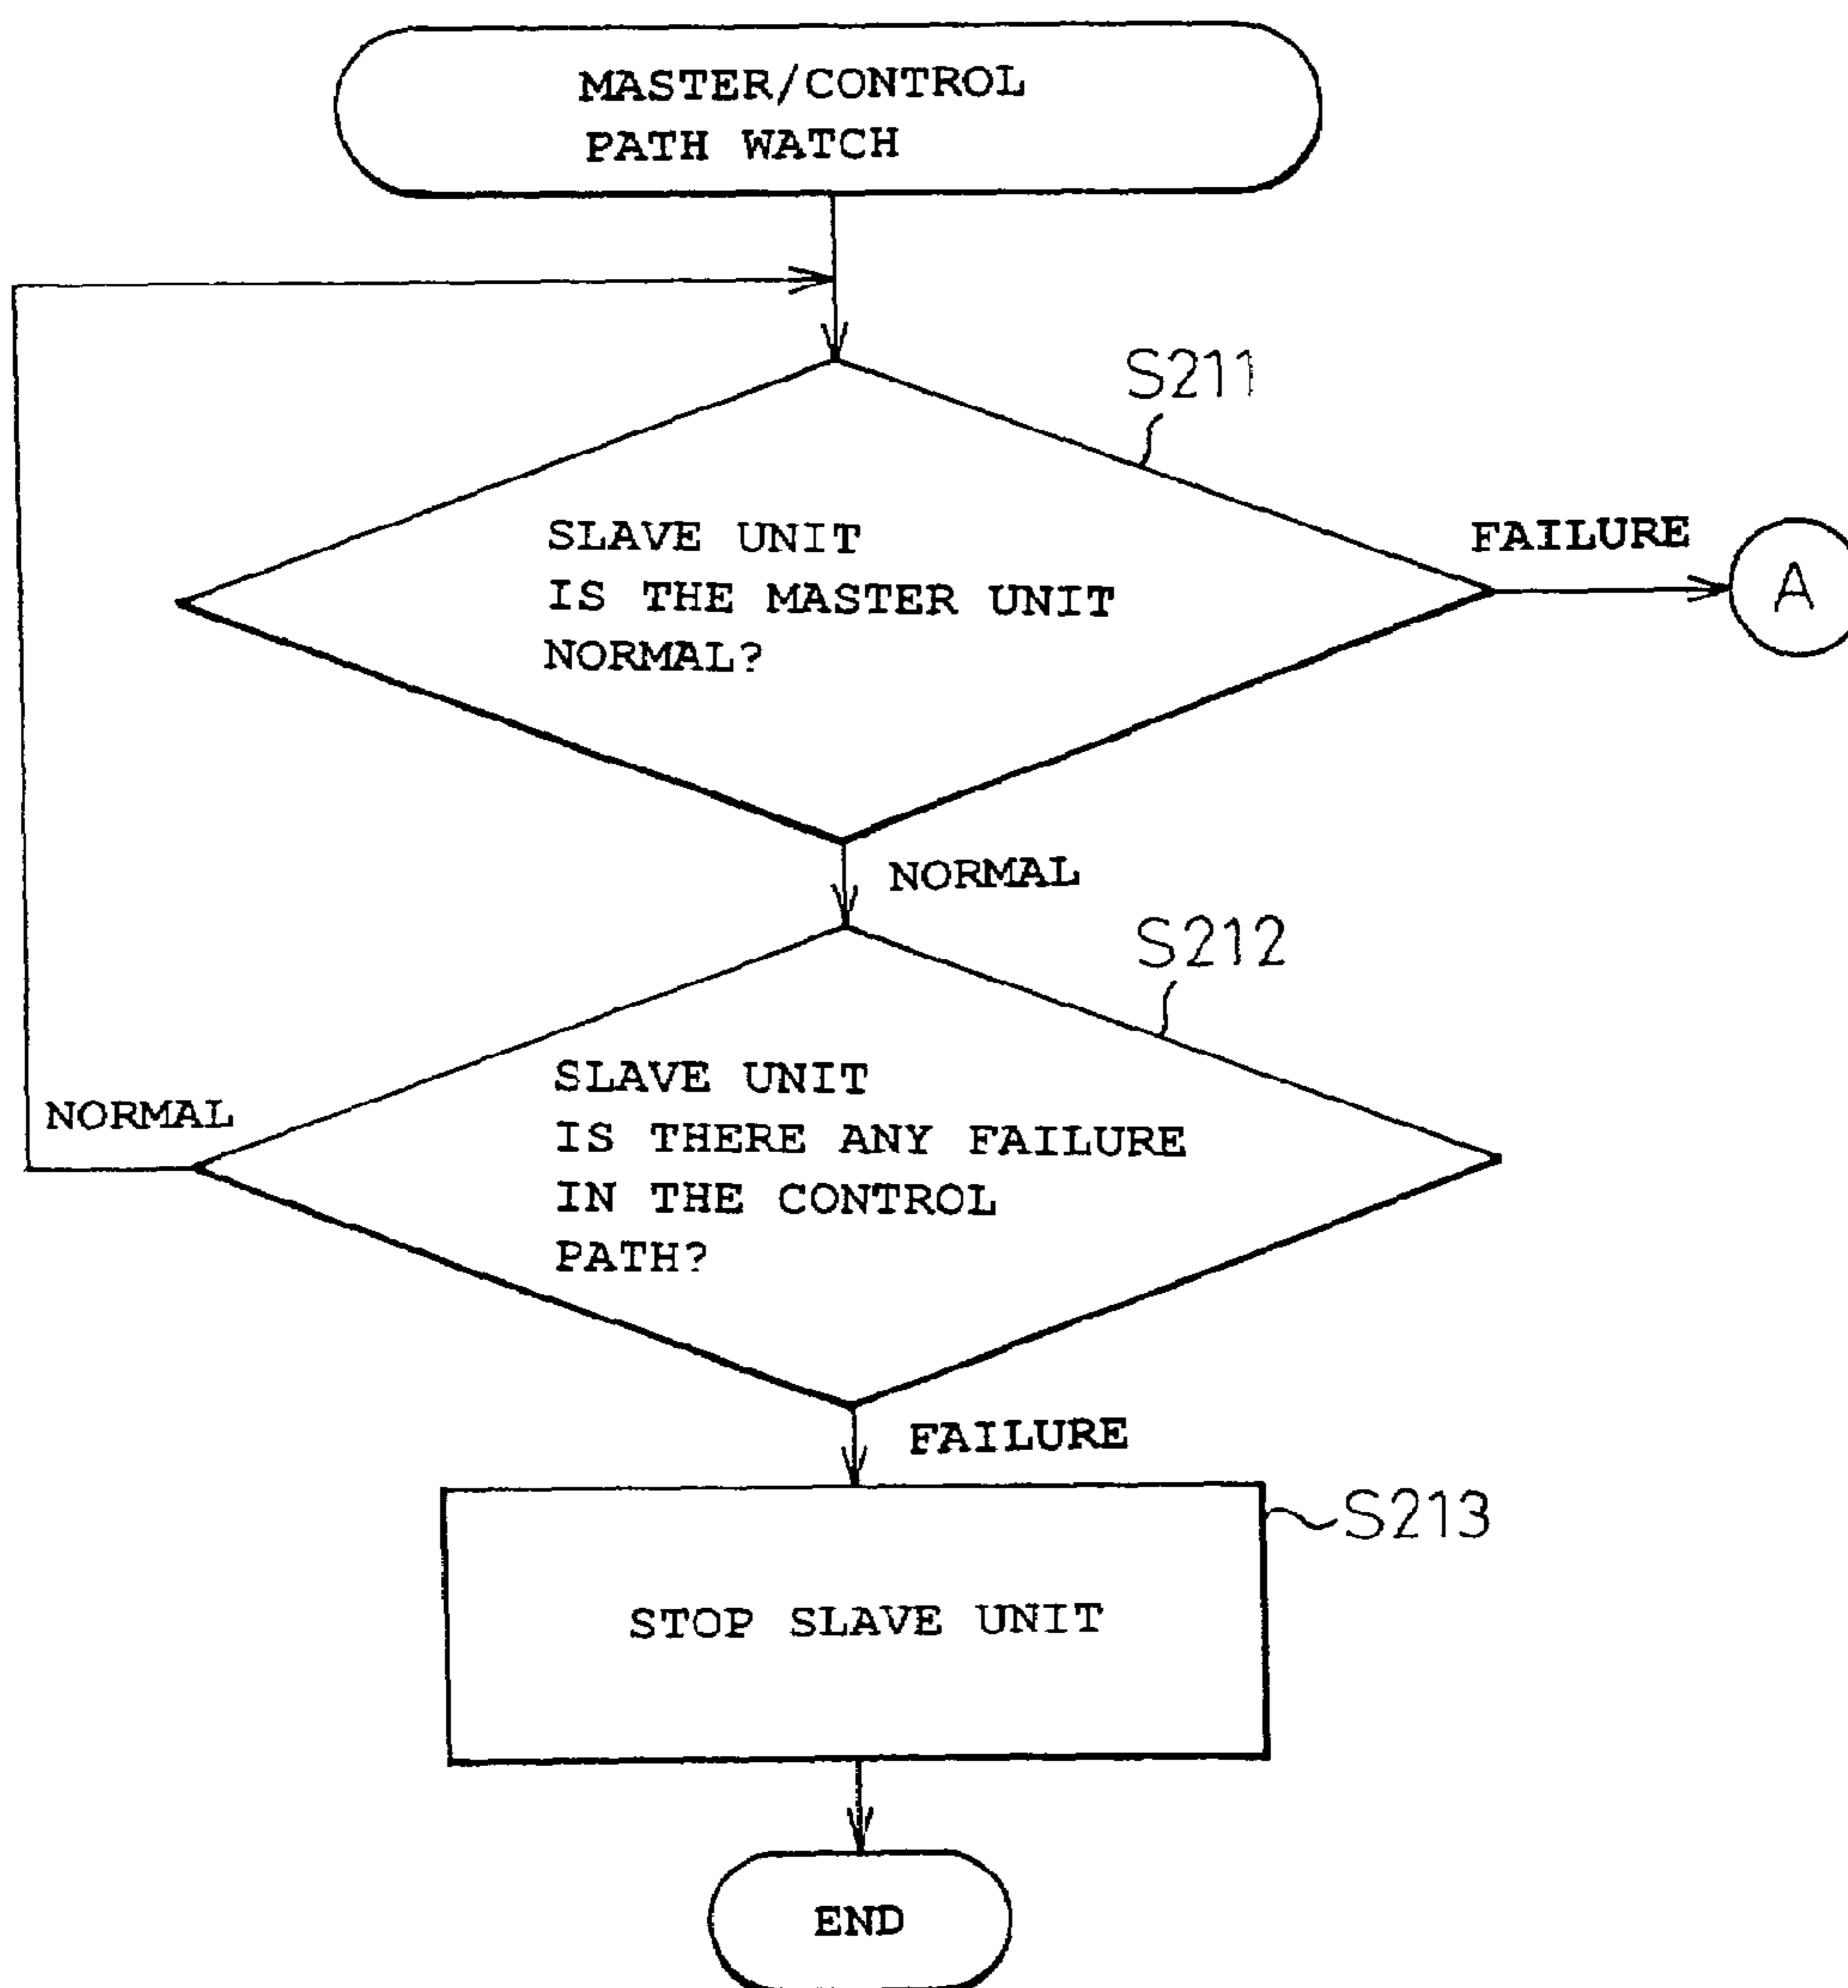 MASTER/CONTROL
PATH WATCH
S211
SLAVE UNIT
IS THE MASTER UNIT
NORMAL?
FAILURE
A
NORMAL
S212
SLAVE UNIT
IS THERE ANY FAILURE
IN THE CONTROL
PATH?
NORMAL
FAILURE
S213
STOP SLAVE UNIT
END